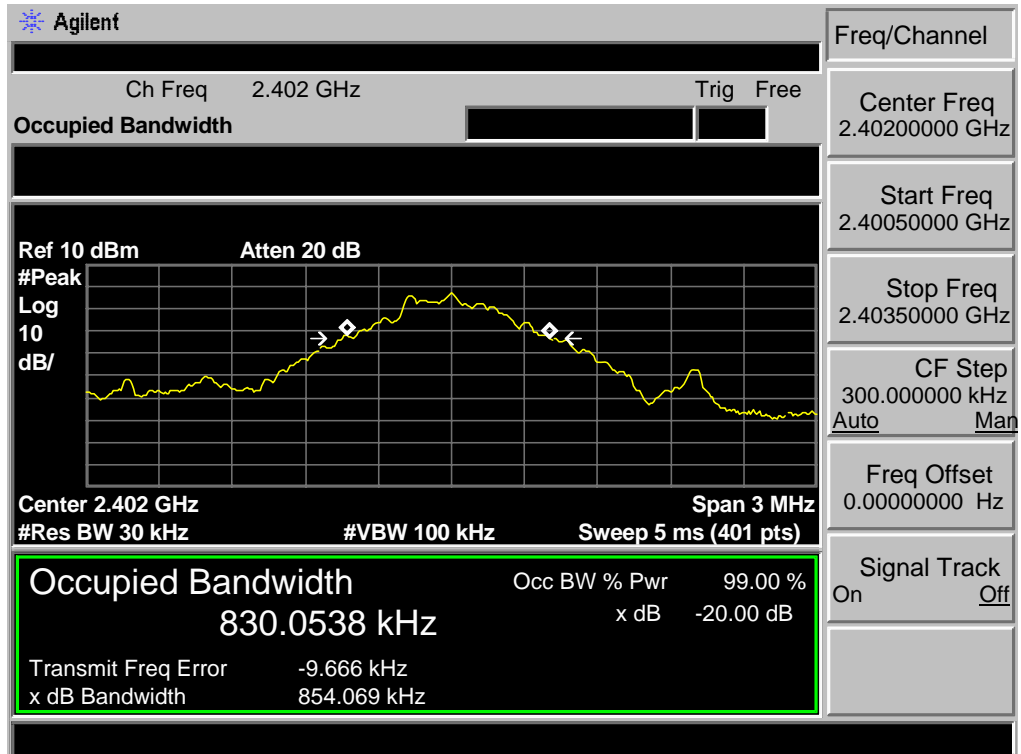 Agilent
Freq/Channel
Ch Freq 2.402 GHz Trig Free
Occupied Bandwidth
Center Freq
2.40200000 GHz
Start Freq
2.40050000 GHz
Stop Freq
2.40350000 GHz
CF Step
300.000000 kHz
Auto Man
Freq Offset
0.00000000 Hz
Signal Track
On Off
Ref 10 dBm Atten 20 dB
#Peak
Log
10
dB/
Center 2.402 GHz Span 3 MHz
#Res BW 30 kHz #VBW 100 kHz Sweep 5 ms (401 pts)
Occupied Bandwidth Occ BW % Pwr 99.00 %
830.0538 kHz x dB -20.00 dB
Transmit Freq Error -9.666 kHz
x dB Bandwidth 854.069 kHz